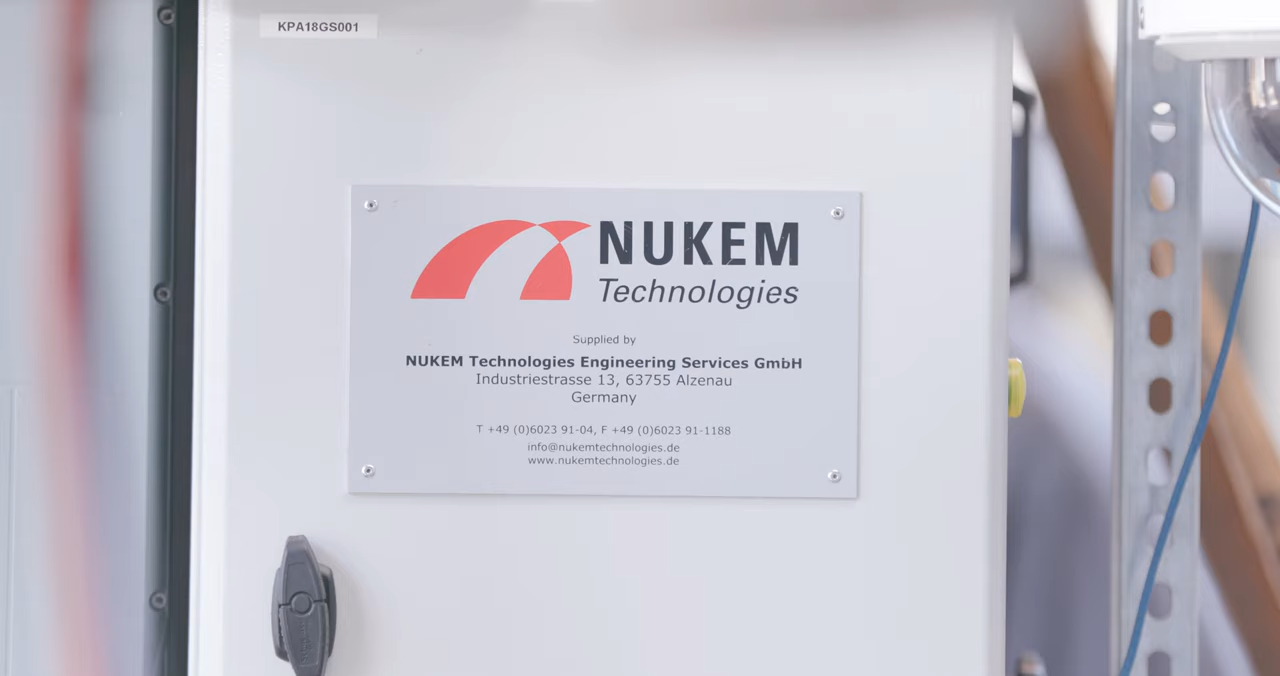 KPA18GS001
NUKEM
Technologies
Supplied by
NUKEM Technologies Engineering Services GmbH
Industriestrasse 13, 63755 Alzenau
Germany
T +49 (0)6023 91-04, F +49 (0)6023 91-1188
info@nukemtechnologies.de
www.nukemtechnologies.de